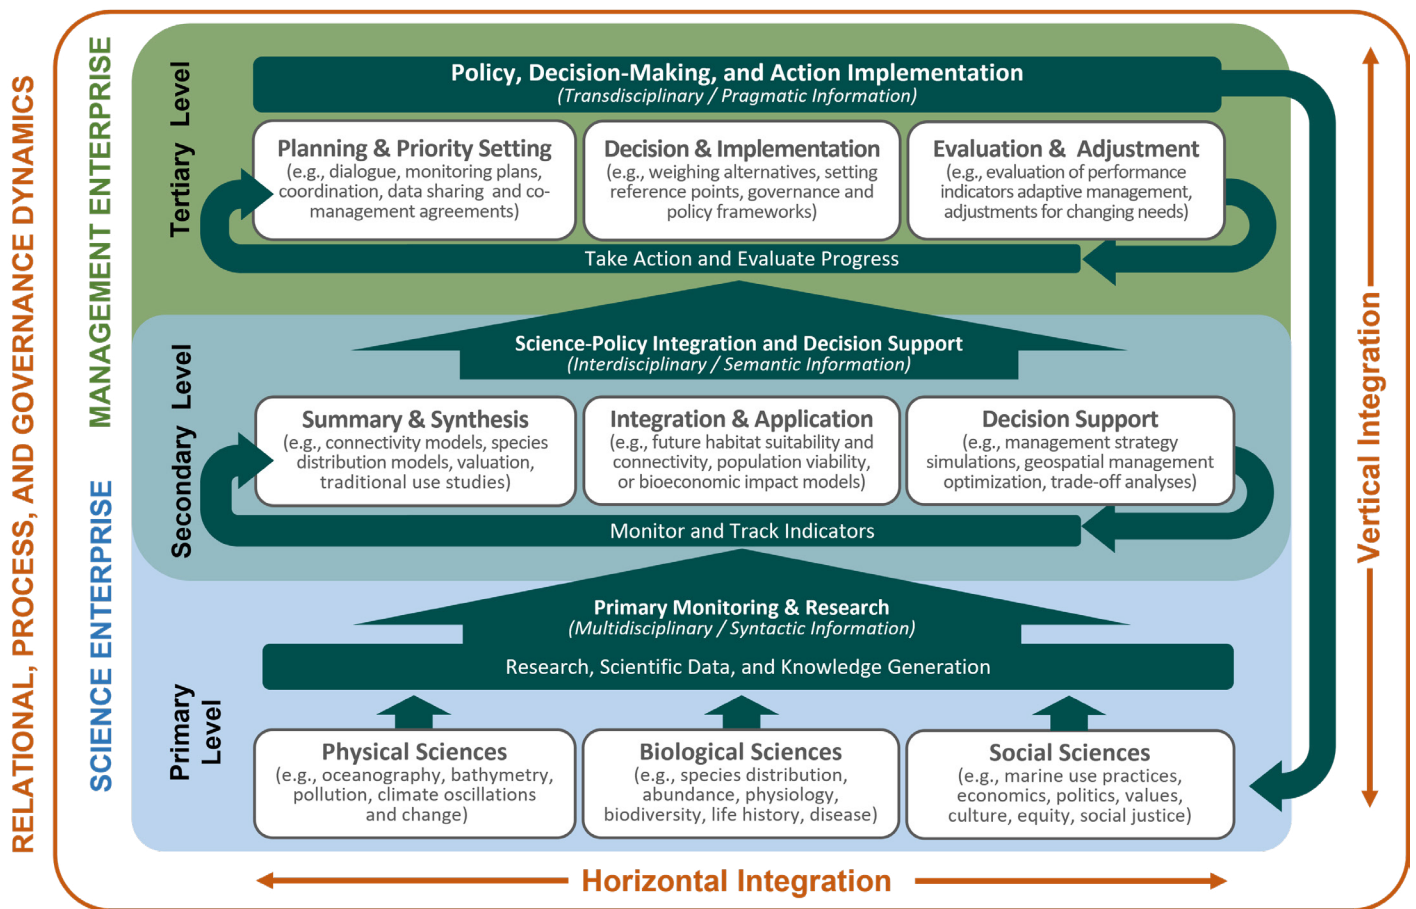 RELATIONAL, PROCESS, AND GOVERNANCE DYNAMICS
MANAGEMENT ENTERPRISE
SCIENCE ENTERPRISE
Tertiary Level
Policy, Decision-Making, and Action Implementation
(Transdisciplinary / Pragmatic Information)
Planning & Priority Setting
(e.g., dialogue, monitoring plans,
coordination, data sharing and co-
management agreements)
Decision & Implementation
(e.g., weighing alternatives, setting
reference points, governance and
policy frameworks)
Evaluation & Adjustment
(e.g., evaluation of performance
indicators adaptive management,
adjustments for changing needs)
Take Action and Evaluate Progress
Science-Policy Integration and Decision Support
(Interdisciplinary / Semantic Information)
Secondary Level
Summary & Synthesis
(e.g., connectivity models, species
distribution models, valuation,
traditional use studies)
Integration & Application
(e.g., future habitat suitability and
connectivity, population viability,
or bioeconomic impact models)
Decision Support
(e.g., management strategy
simulations, geospatial management
optimization, trade-off analyses)
Monitor and Track Indicators
Primary Monitoring & Research
(Multidisciplinary / Syntactic Information)
Research, Scientific Data, and Knowledge Generation
Primary
Level
Physical Sciences
(e.g., oceanography, bathymetry,
pollution, climate oscillations
and change)
Biological Sciences
(e.g., species distribution,
abundance, physiology,
biodiversity, life history, disease)
Social Sciences
(e.g., marine use practices,
economics, politics, values,
culture, equity, social justice)
Vertical Integration
Horizontal Integration